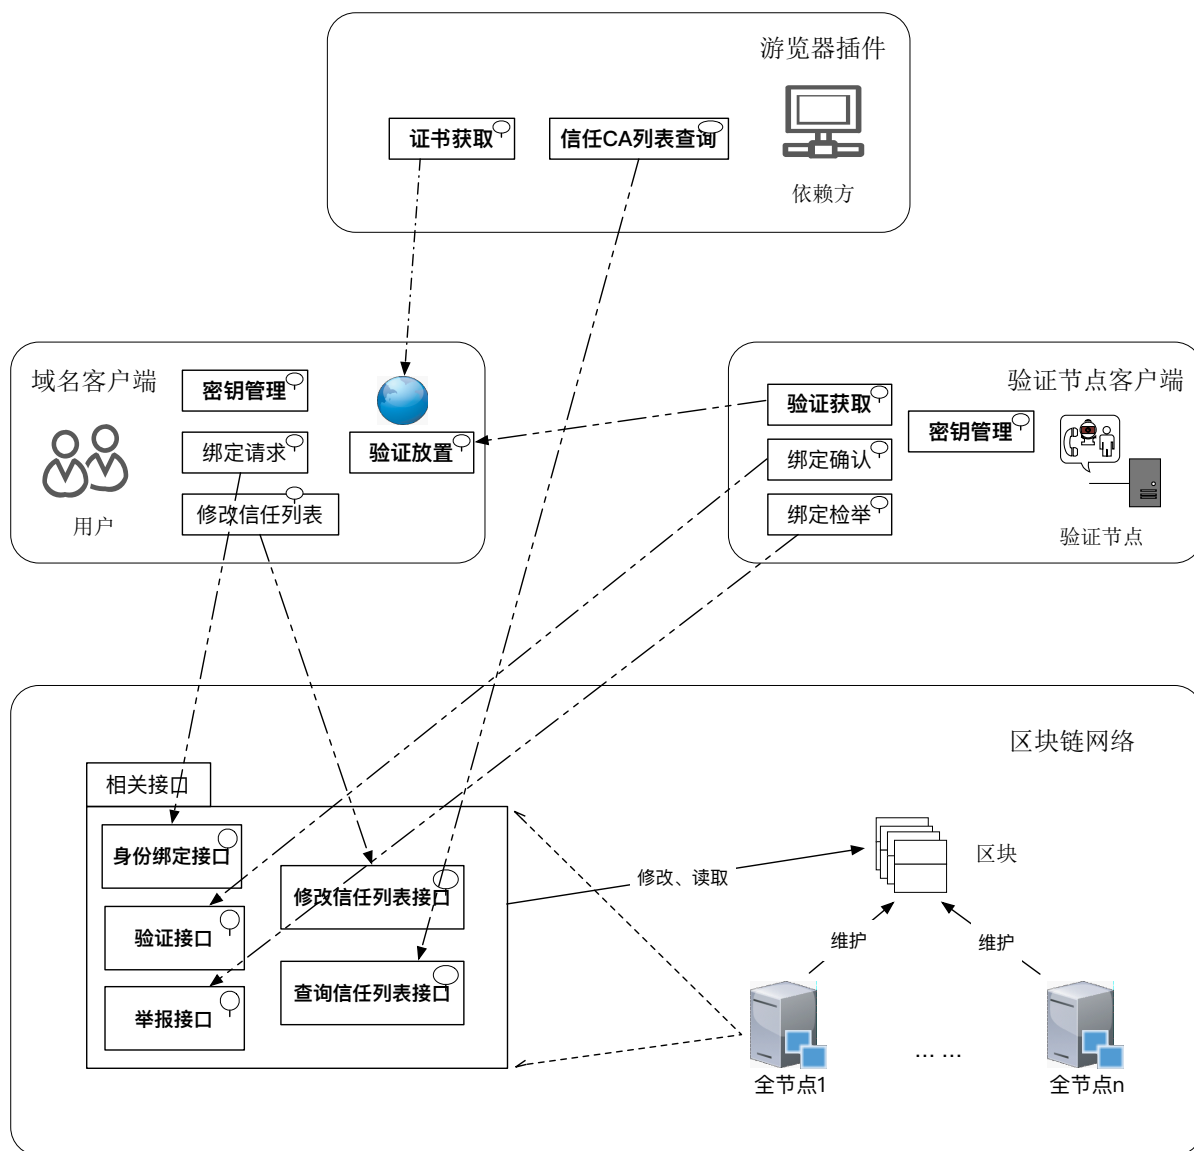 游览器插件
证书获取
信任CA列表查询
依赖方
域名客户端
密钥管理
绑定请求
验证放置
修改信任列表
用户
验证节点客户端
验证获取
密钥管理
绑定确认
绑定检举
验证节点
区块链网络
相关接口
身份绑定接口
修改信任列表接口
验证接口
查询信任列表接口
举报接口
修改、读取
区块
维护
维护
全节点1
... ...
全节点n